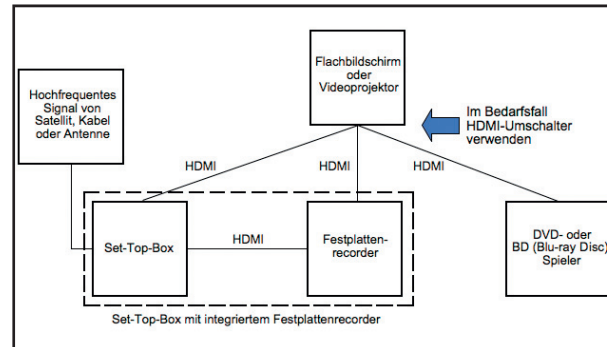 Flachbildschirm
oder
Videoprojektor
Hochfrequentes
Signal von
Satellit, Kabel
oder Antenne
Im Bedarfsfall
HDMI-Umschalter
verwenden
HDMI
HDMI
HDMI
Set-Top-Box
HDMI
Festplatten-
recorder
DVD- oder
BD (Blu-ray Disc)
Spieler
Set-Top-Box mit integriertem Festplattenrecorder